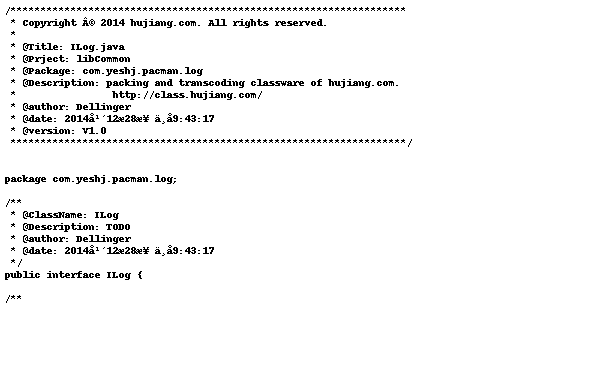 /******************************************************************
 * Copyright Â© 2014 hujiang.com. All rights reserved.
 *
 * @Title: ILog.java
 * @Prject: libCommon
 * @Package: com.yeshj.pacman.log
 * @Description: packing and transcoding classware of hujiang.com.
 *                http://class.hujiang.com/
 * @author: Dellinger
 * @date: 2014å¹´12æ28æ¥ ä¸å9:43:17
 * @version: V1.0
 ******************************************************************/
package com.yeshj.pacman.log;
/**
 * @ClassName: ILog
 * @Description: TODO
 * @author: Dellinger
 * @date: 2014å¹´12æ28æ¥ ä¸å9:43:17
 */
public interface ILog {
/**